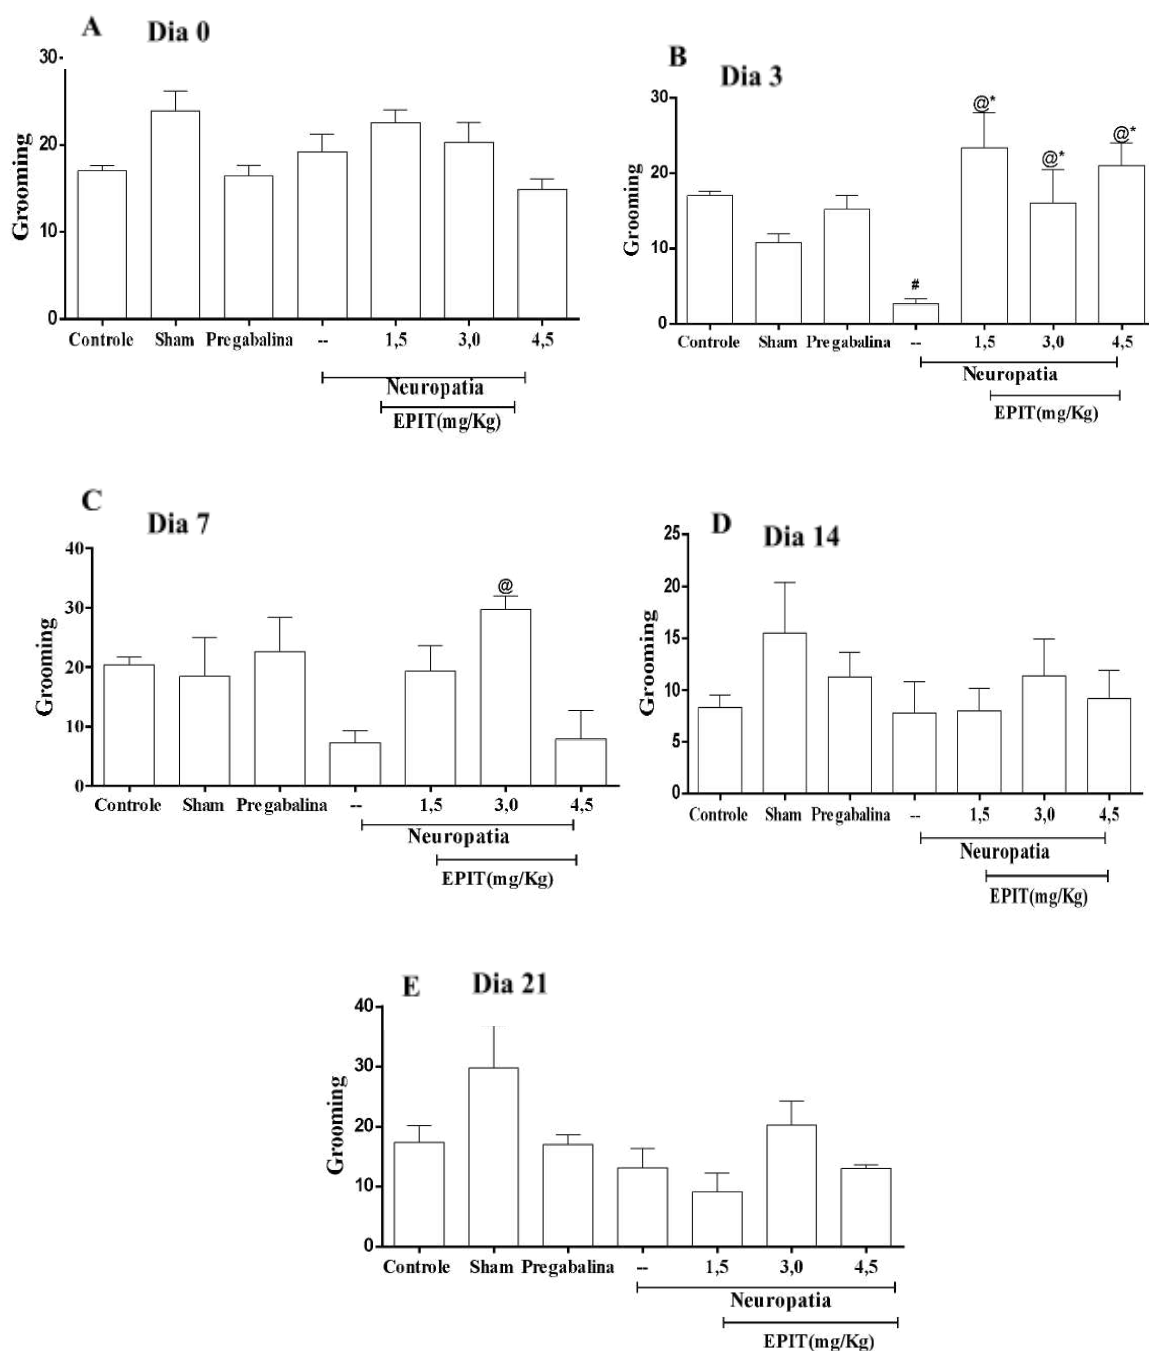 A Dia 0
30
20
10
0
Grooming
Controle Sham Pregabalina -- 1,5 3,0 4,5
Neuropatia
EPIT(mg/Kg)
B Dia 3
30
20
10
0
Grooming
# @* @* @*
Controle Sham Pregabalina -- 1,5 3,0 4,5
Neuropatia
EPIT(mg/Kg)
C Dia 7
40
30
20
10
0
Grooming
@
Controle Sham Pregabalina -- 1,5 3,0 4,5
Neuropatia
EPIT(mg/Kg)
D Dia 14
25
20
15
10
5
0
Grooming
Controle Sham Pregabalina -- 1,5 3,0 4,5
Neuropatia
EPIT(mg/Kg)
E Dia 21
40
30
20
10
0
Grooming
Controle Sham Pregabalina -- 1,5 3,0 4,5
Neuropatia
EPIT(mg/Kg)